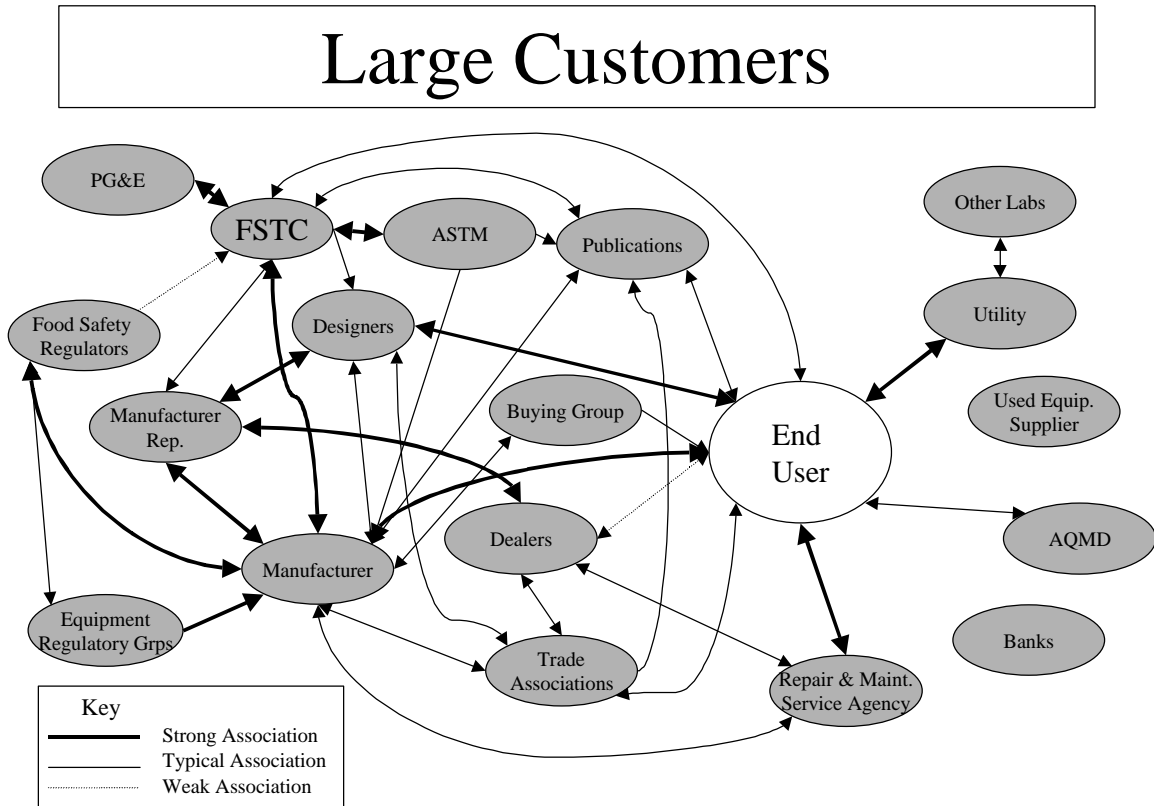 Large Customers
PG&E
FSTC
ASTM
Publications
Other Labs
Food Safety
Regulators
Designers
Utility
Manufacturer
Rep.
Buying Group
End
User
Used Equip.
Supplier
Manufacturer
Dealers
AQMD
Equipment
Regulatory Grps
Trade
Associations
Repair & Maint.
Service Agency
Banks
Key
Strong Association
Typical Association
Weak Association